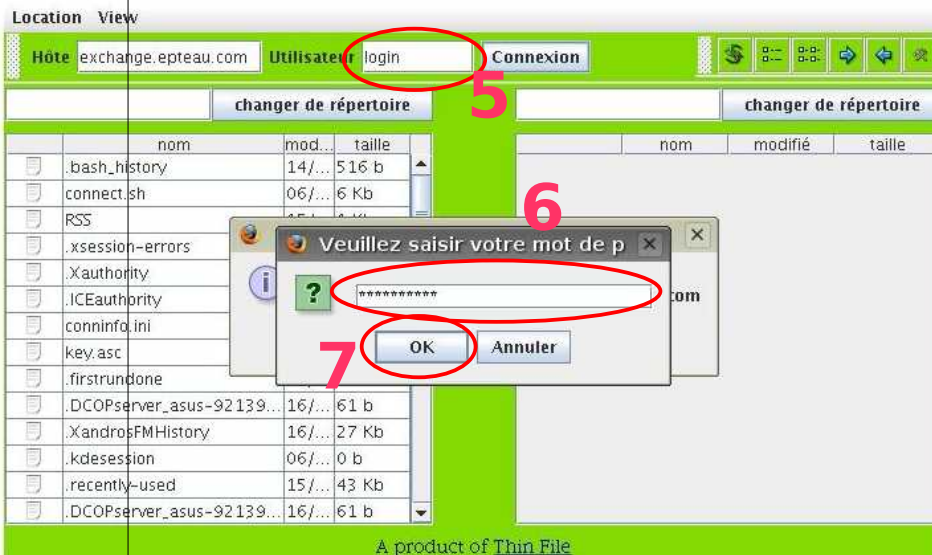 Location View
Hôte exchange.epteau.com Utilisateur login Connexion
5
changer de répertoire changer de répertoire
nom mod... taille nom modifié taille
.bash_history 14/... 516 b
connect.sh 06/... 6 Kb
RSS
6
.xsession-errors
Veuillez saisir votre mot de p
.Xauthority
.ICEauthority
? **********
com
conninfo.ini
key.asc
7
OK Annuler
.firstrundone
.DCOPserver_asus-92139... 16/... 61 b
.XandrosFMHistory 16/... 27 Kb
.kdesession 06/... 0 b
.recently-used 15/... 43 Kb
.DCOPserver_asus-92139... 16/... 61 b
A product of Thin File